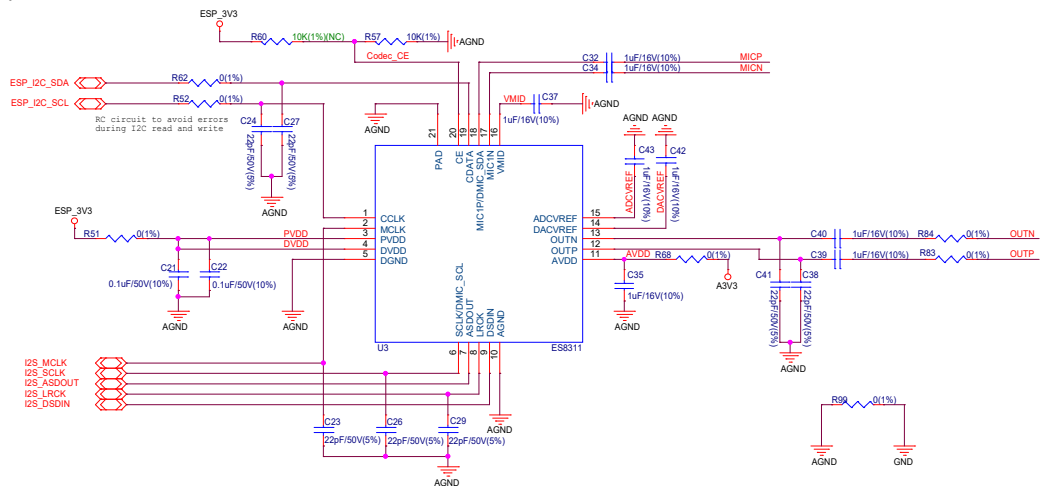 ESP_3V3
R60 10K(1%)(NC) R57 10K(1%) AGND
Codec_CE
C32 1uF/16V(10%) MICP
C34 1uF/16V(10%) MICN
ESP_I2C_SDA R62 0(1%)
ESP_I2C_SCL R52 0(1%)
RC circuit to avoid errors
during I2C read and write
C24 C27
22pF/50V(5%) 22pF/50V(5%)
AGND
AGND
VMID C37
1uF/16V(10%)
AGND
AGND AGND
C43 C42
1uF/16V(10%) 1uF/16V(10%)
ADCVREF DACVREF
21 20 19 18 17 16
PAD CE CDATA MIC1P/DMIC_SDA MIC1N VMID
1 CCLK
2 MCLK
3 PVDD
4 DVDD
5 DGND
ADCVREF 15
DACVREF 14
OUTN 13
OUTP 12
AVDD 11
SCLK/DMIC_SCL ASDOUT LRCK DSDIN AGND
6 7 8 9 10
U3 ES8311
ESP_3V3
R51 0(1%) PVDD
DVDD
C21 C22
0.1uF/50V(10%) 0.1uF/50V(10%)
AGND AGND
AVDD R68 0(1%)
A3V3
C35
1uF/16V(10%)
AGND
C40 1uF/16V(10%) R84 0(1%) OUTN
C39 1uF/16V(10%) R83 0(1%) OUTP
C41 C38
22pF/50V(5%) 22pF/50V(5%)
AGND
I2S_MCLK
I2S_SCLK
I2S_ASDOUT
I2S_LRCK
I2S_DSDIN
C23 C26 C29
22pF/50V(5%) 22pF/50V(5%) 22pF/50V(5%)
AGND
AGND
R99 0(1%)
AGND GND